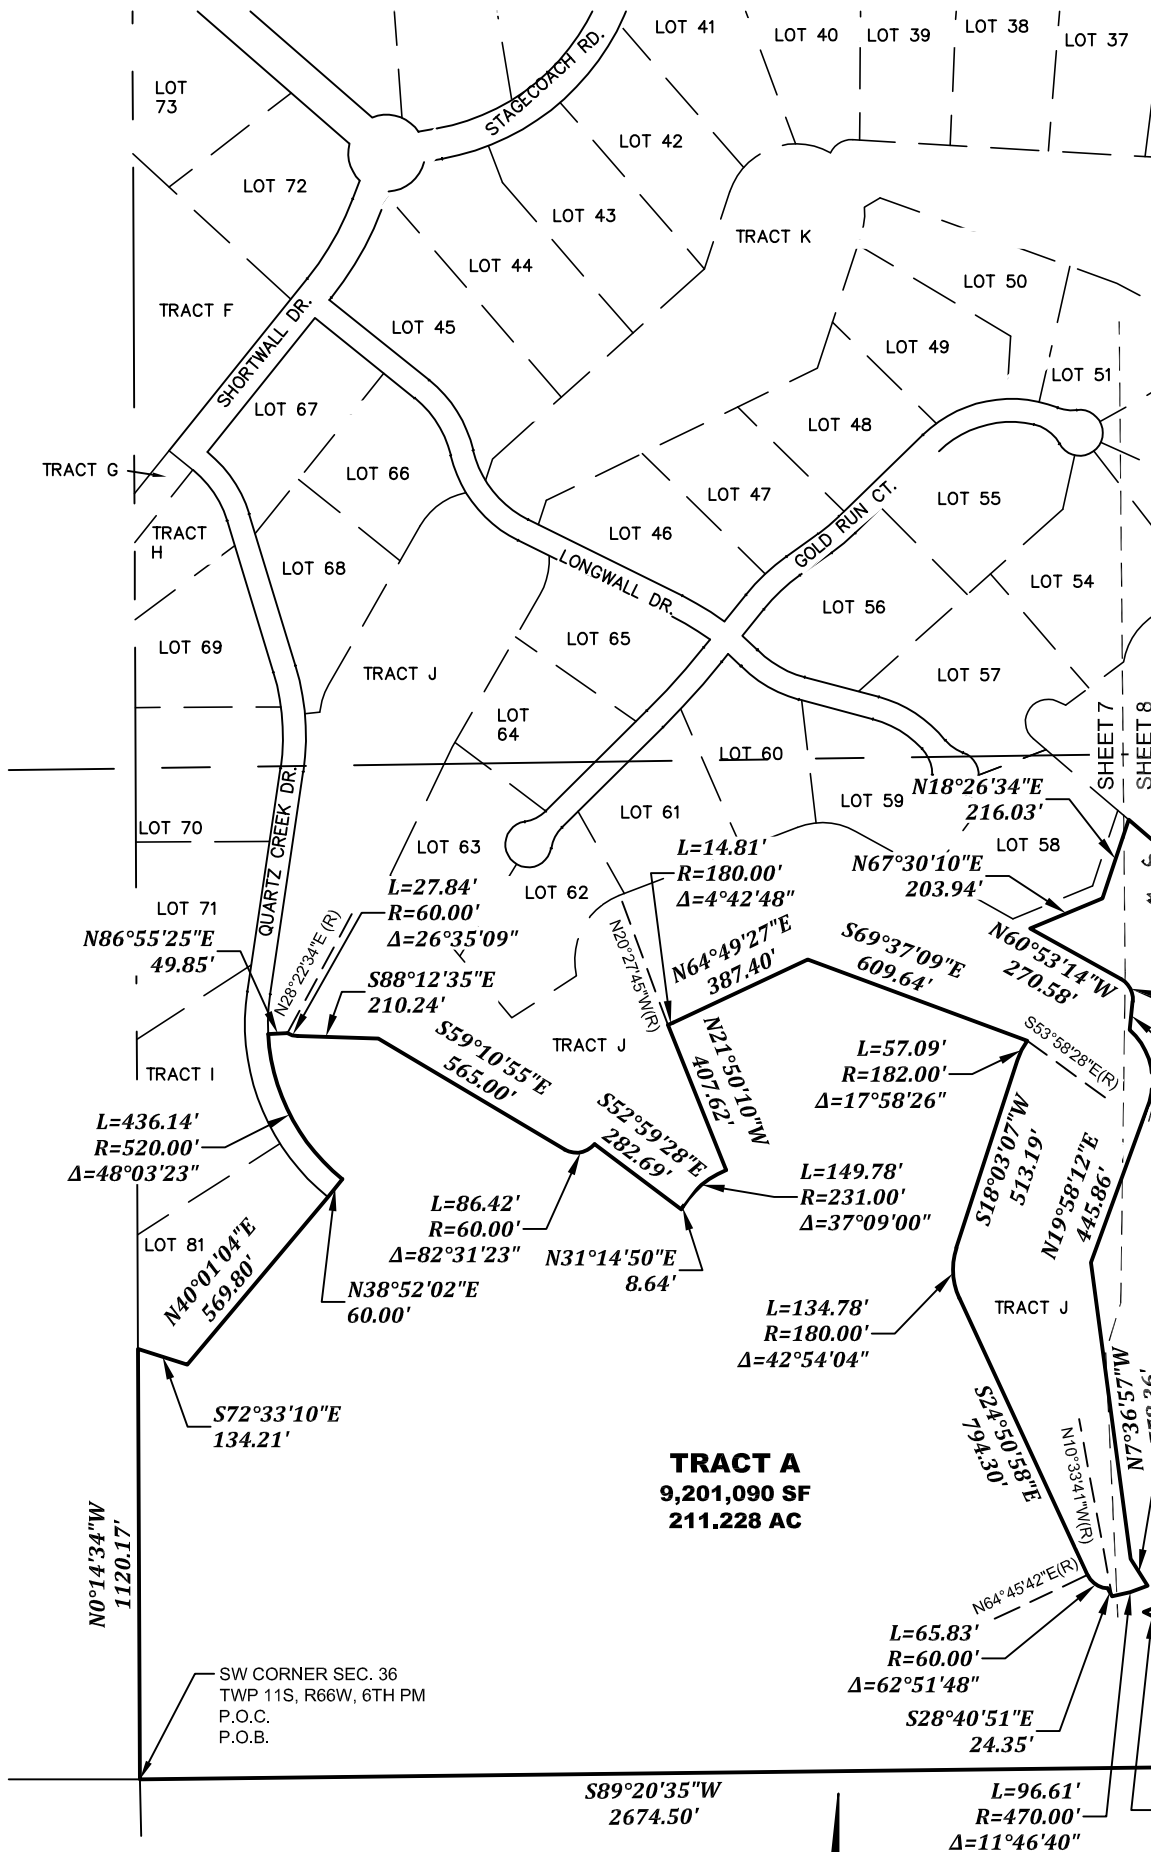 LOT 41
LOT 40
LOT 39
LOT 38
LOT 37
LOT
73
STAGECOACH RD.
LOT 42
LOT 72
LOT 43
TRACT K
LOT 44
LOT 50
TRACT F
SHORTWALL DR.
LOT 45
LOT 49
LOT 51
LOT 67
LOT 48
TRACT G
LOT 66
LOT 47
LOT 55
GOLD RUN CT.
TRACT
H
LOT 46
LOT 68
LONGWALL DR.
LOT 54
LOT 56
LOT 69
LOT 65
TRACT J
LOT 57
LOT
64
SHEET 7
SHEET 8
LOT 60
QUARTZ CREEK DR.
N18°26'34"E
216.03'
LOT 59
LOT 61
LOT 70
LOT 63
LOT 58
L=14.81'
R=180.00'
Δ=4°42'48"
N67°30'10"E
203.94'
LOT 62
L=27.84'
R=60.00'
Δ=26°35'09"
LOT 71
N86°55'25"E
49.85'
N28°22'34"E (R)
N20°27'45"W(R)
N64°49'27"E
387.40'
S69°37'09"E
609.64'
N60°53'14"W
270.58'
S88°12'35"E
210.24'
S59°10'55"E
565.00'
TRACT J
N21°50'10"W
407.62'
L=57.09'
R=182.00'
Δ=17°58'26"
S53°58'28"E(R)
TRACT I
L=436.14'
R=520.00'
Δ=48°03'23"
S52°59'28"E
282.69'
S18°03'07"W
513.19'
N19°58'12"E
445.86'
L=149.78'
R=231.00'
Δ=37°09'00"
L=86.42'
R=60.00'
Δ=82°31'23"
LOT 81
N40°01'04"E
569.80'
N31°14'50"E
8.64'
N38°52'02"E
60.00'
L=134.78'
R=180.00'
Δ=42°54'04"
TRACT J
S72°33'10"E
134.21'
N7°36'57"W
S24°50'58"E
794.30'
N10°33'41"W(R)
TRACT A
9,201,090 SF
211.228 AC
N0°14'34"W
1120.17'
N64°45'42"E(R)
L=65.83'
R=60.00'
Δ=62°51'48"
SW CORNER SEC. 36
TWP 11S, R66W, 6TH PM
P.O.C.
P.O.B.
S28°40'51"E
24.35'
S89°20'35"W
2674.50'
L=96.61'
R=470.00'
Δ=11°46'40"